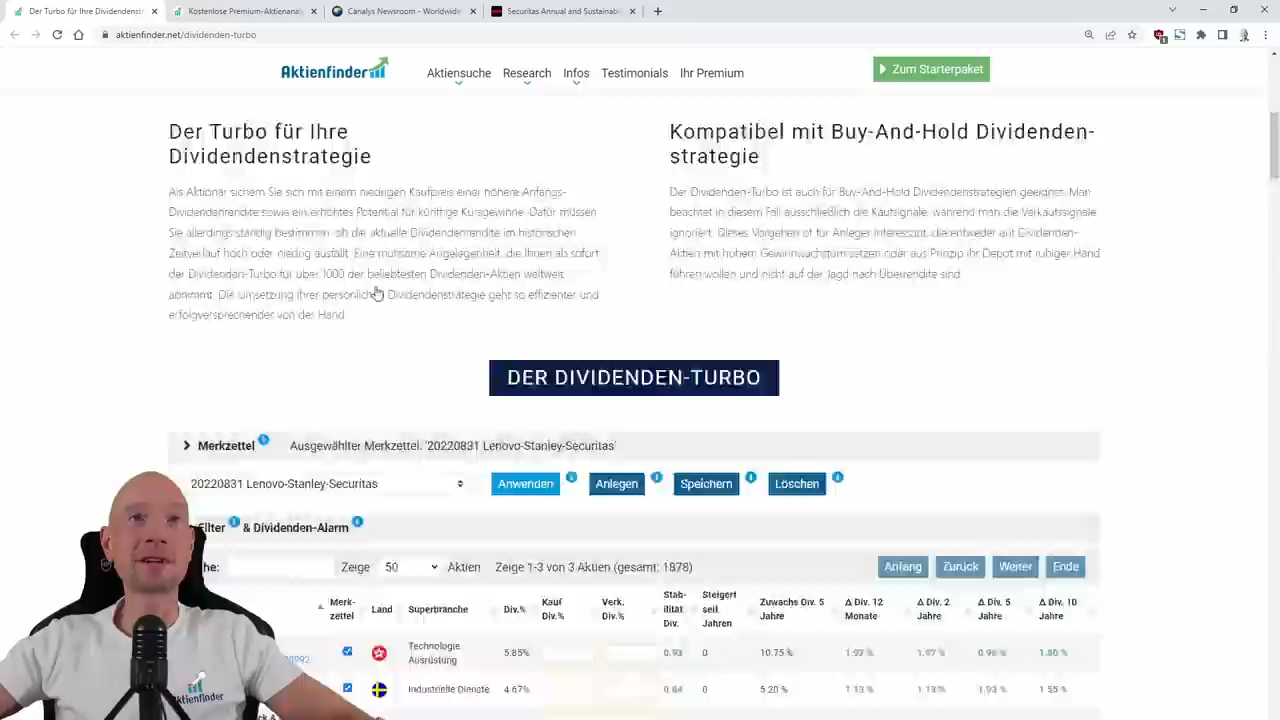 Der Turbo für Ihre Dividendenst
Kostenlose Premium-Aktienanal
Canalys Newsroom - Worldwide
Securitas Annual and Sustainabil
aktienfinder.net/dividenden-turbo
Aktienfinder
Aktiensuche
Research
Infos
Testimonials
Ihr Premium
Zum Starterpaket
Der Turbo für Ihre
Dividendenstrategie
Als Aktionär sichern Sie sich mit einem niedrigen Kaufpreis einer höhere Anfangs-
Dividendenrendite sowie ein erhöhtes Potential für künftige Kursgewinne. Dafür müssen
Sie allerdings ständig bestimmen, ob die aktuelle Dividendenrendite im historischen
Zeitverlauf hoch oder niedrig ausfällt. Eine mühsame Angelegenheit, die Ihnen ab sofort
der Dividenden-Turbo für über 1000 der beliebtesten Dividenden-Aktien weltweit
abnimmt. Die Umsetzung Ihrer persönlichen Dividendenstrategie geht so effizienter und
erfolgversprechender von der Hand.
Kompatibel mit Buy-And-Hold Dividenden-
strategie
Der Dividenden-Turbo ist auch für Buy-And-Hold Dividendenstrategien geeignet. Man
beachtet in diesem Fall ausschließlich die Kaufsignale, während man die Verkaufssignale
ignoriert. Dieses Vorgehen ist für Anleger interessant, die entweder auf Dividenden-
Aktien mit hohem Gewinnwachstum setzen oder aus Prinzip ihr Depot mit ruhiger Hand
führen wollen und nicht auf der Jagd nach Überrendite sind.
DER DIVIDENDEN-TURBO
Merkzettel
Ausgewählter Merkzettel: '20220831 Lenovo-Stanley-Securitas'
20220831 Lenovo-Stanley-Securitas
Anwenden
Anlegen
Speichern
Löschen
Filter & Dividenden-Alarm
he:
Zeige 50 Aktien
Zeige 1-3 von 3 Aktien (gesamt: 1878)
Anfang
Zurück
Weiter
Ende
Merk-
zettel
Land
Superbranche
Div.%
Kauf
Div.%
Verk.
Div.%
Stab-
ilität
Div.
Steigert
seit
Jahren
Zuwachs Div. 5
Jahre
Δ Div. 12
Monate
Δ Div. 2
Jahre
Δ Div. 5
Jahre
Δ Div. 10
Jahre
Technologie
Ausrüstung
5.85%
0.93
0
10.75 %
1.97 %
1.97 %
0.96 %
1.80 %
Industrielle Dienste
4.67%
0.84
0
5.20 %
1.13 %
1.13 %
1.93 %
1.55 %
Aktienfinder